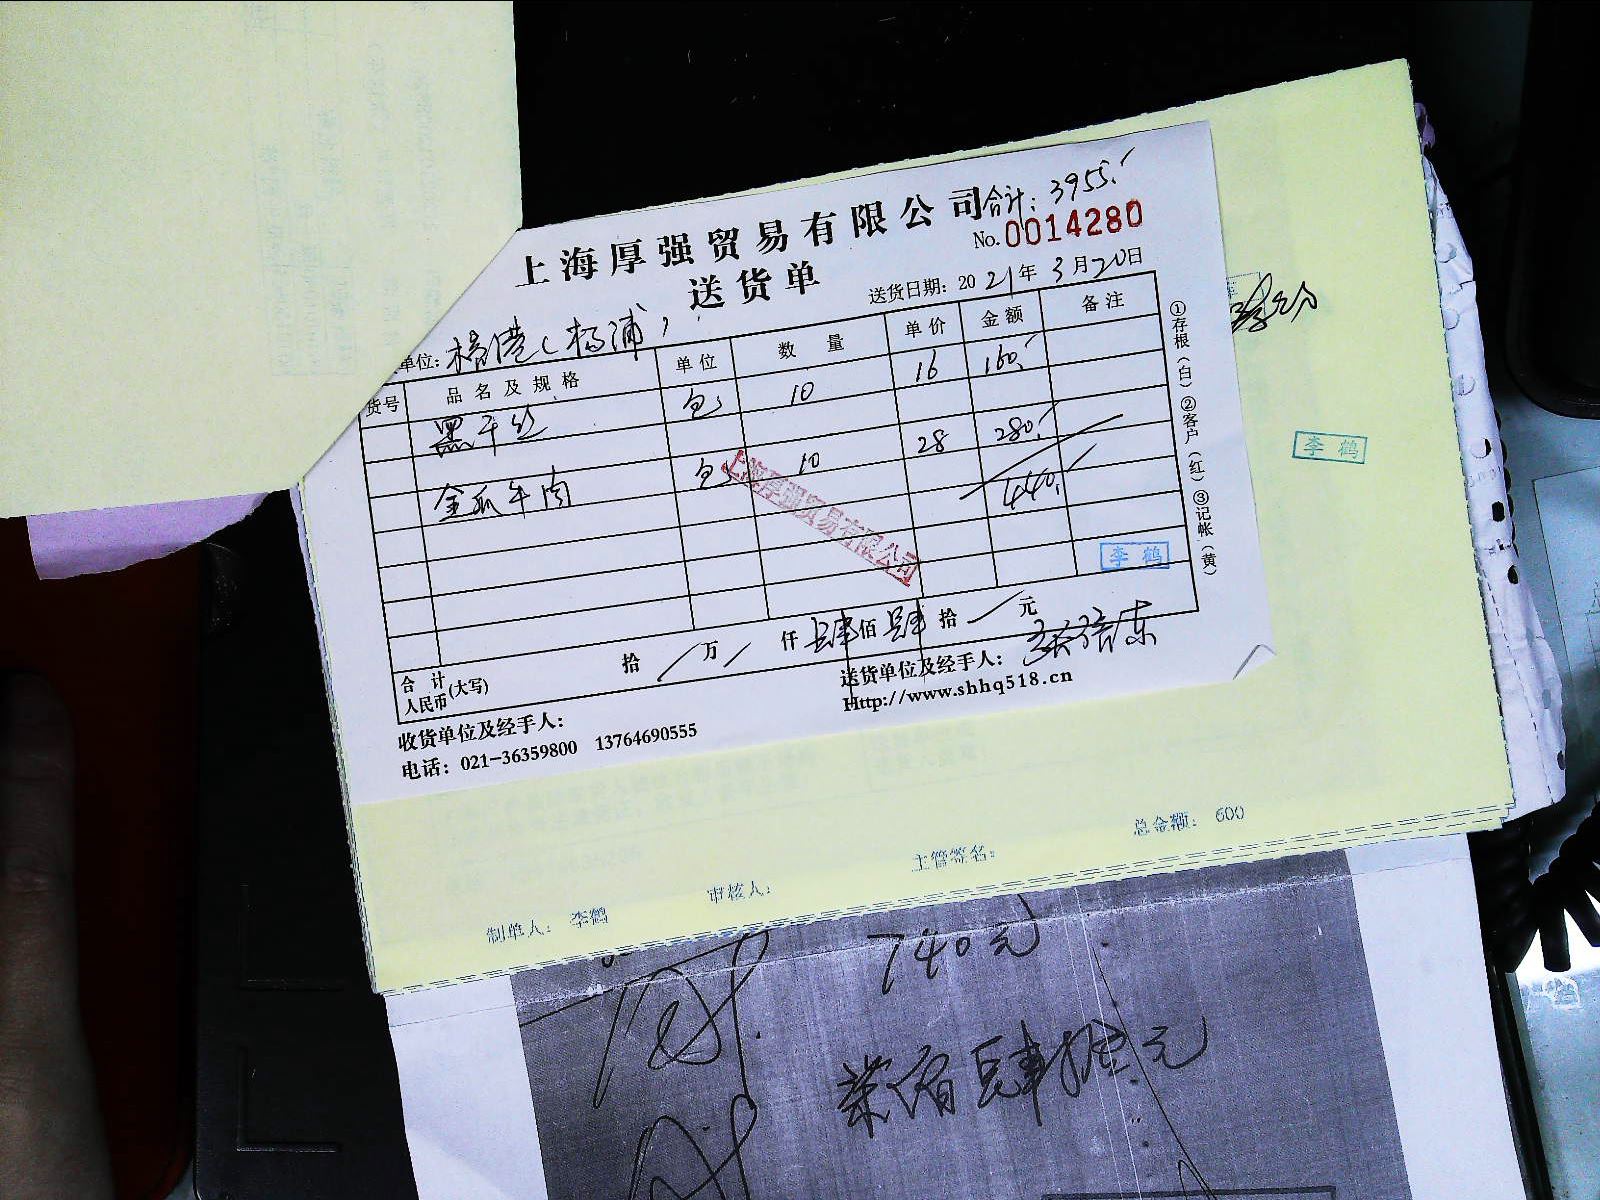 上海厚强贸易有限公司 合计:3955.
No.0014280
送货单
送货日期:2021年3月20日
单位:杨港(杨浦)
货号 品名及规格 单位 数量 单价 金额 备注
黑干丝 包 10 16 160.
金瓜牛肉 包 10 28 280.
440.
上海厚强贸易有限公司
李鹤
①存根(白)②客户(红)③记帐(黄)
合计人民币(大写) 拾 万 仟 肆佰 肆拾 元
收货单位及经手人:
送货单位及经手人:
电话:021-36359800 13764690555
Http://www.shhq518.cn
李鹤
制单人: 李鹤
审核人:
主管签名:
总金额: 600
740元
柒佰肆拾元